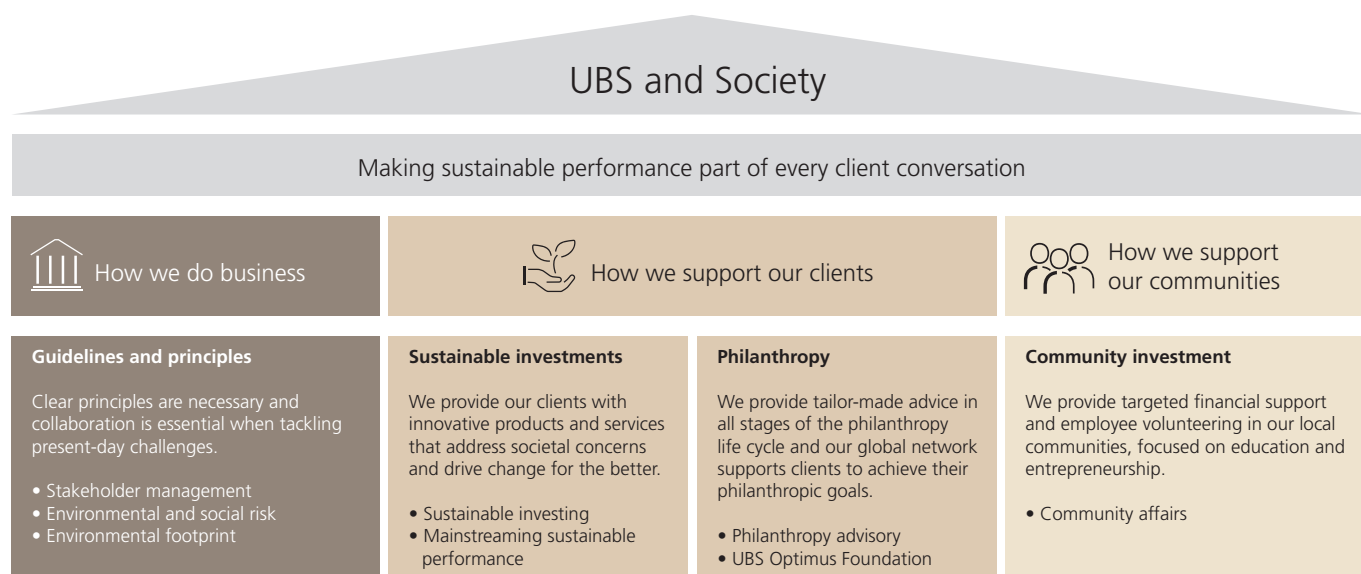 UBS and Society
Making sustainable performance part of every client conversation
How we do business
How we support our clients
How we support
our communities
Guidelines and principles
Clear principles are necessary and
collaboration is essential when tackling
present-day challenges.
• Stakeholder management
• Environmental and social risk
• Environmental footprint
Sustainable investments
We provide our clients with
innovative products and services
that address societal concerns
and drive change for the better.
• Sustainable investing
• Mainstreaming sustainable
performance
Philanthropy
We provide tailor-made advice in
all stages of the philanthropy
life cycle and our global network
supports clients to achieve their
philanthropic goals.
• Philanthropy advisory
• UBS Optimus Foundation
Community investment
We provide targeted financial support
and employee volunteering in our local
communities, focused on education and
entrepreneurship.
• Community affairs